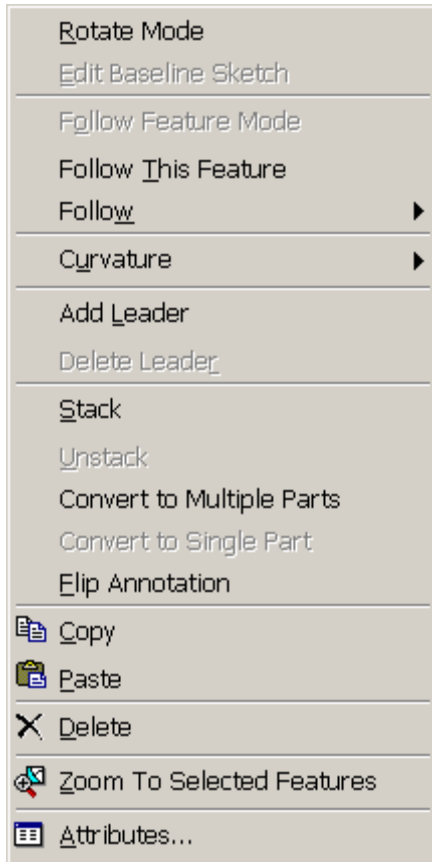 Rotate Mode
Edit Baseline Sketch
Follow Feature Mode
Follow This Feature
Follow
Curvature
Add Leader
Delete Leader
Stack
Unstack
Convert to Multiple Parts
Convert to Single Part
Flip Annotation
Copy
Paste
Delete
Zoom To Selected Features
Attributes...